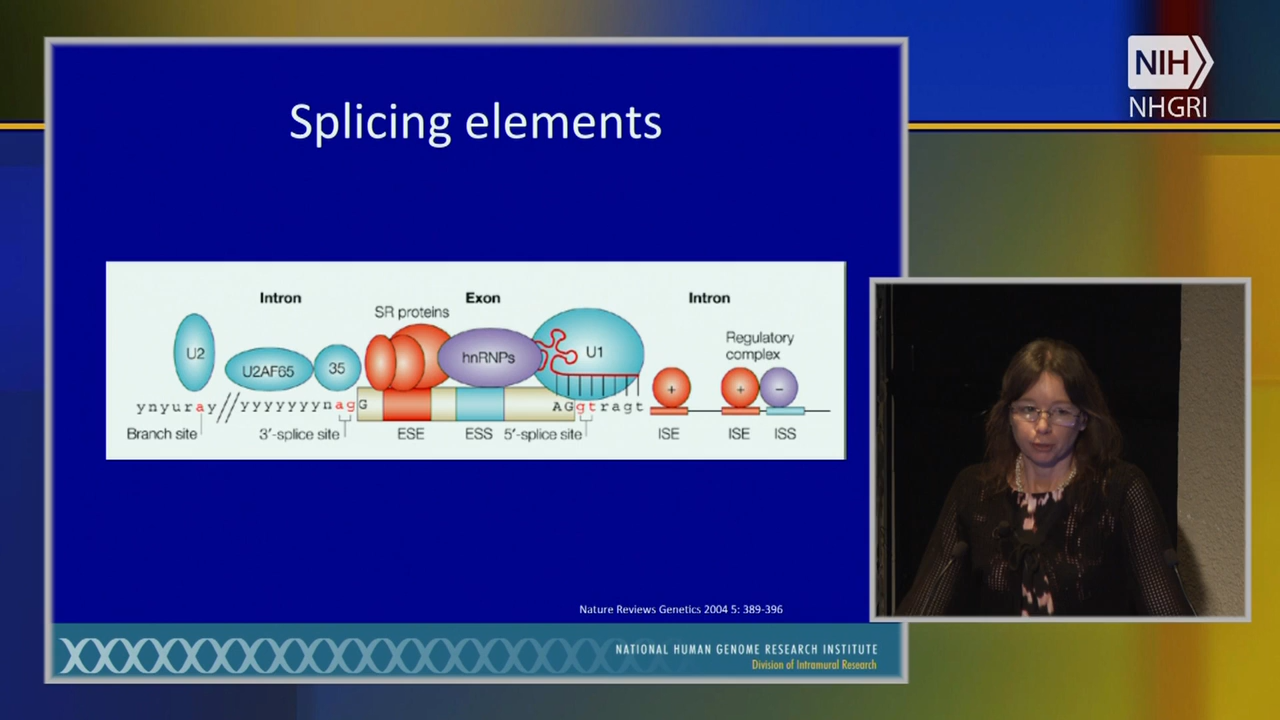 NIH
NHGRI
Splicing elements
Intron
Exon
Intron
SR proteins
Regulatory
complex
U2
U2AF65
35
hnRNPs
U1
+
+
-
ynyuray
yyyyyyynagG
AGgtragt
Branch site
3′-splice site
ESE
ESS
5′-splice site
ISE
ISE
ISS
Nature Reviews Genetics 2004 5: 389-396
NATIONAL HUMAN GENOME RESEARCH INSTITUTE
Division of Intramural Research